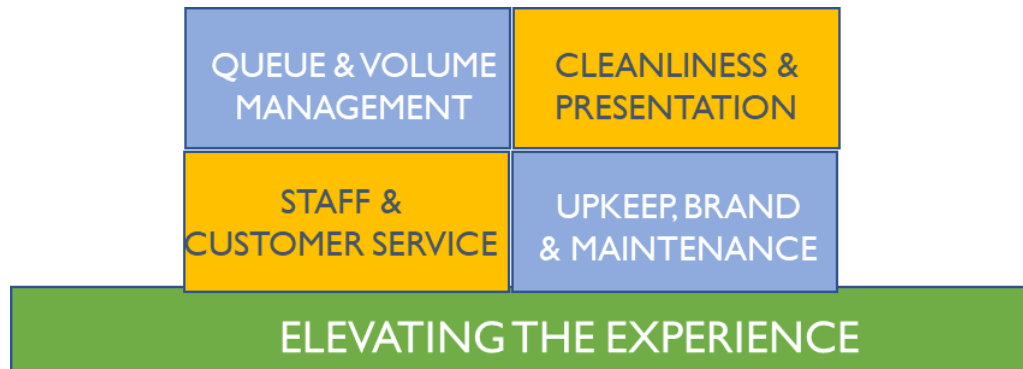 QUEUE & VOLUME
MANAGEMENT
CLEANLINESS &
PRESENTATION
STAFF &
CUSTOMER SERVICE
UPKEEP, BRAND
& MAINTENANCE
ELEVATING THE EXPERIENCE